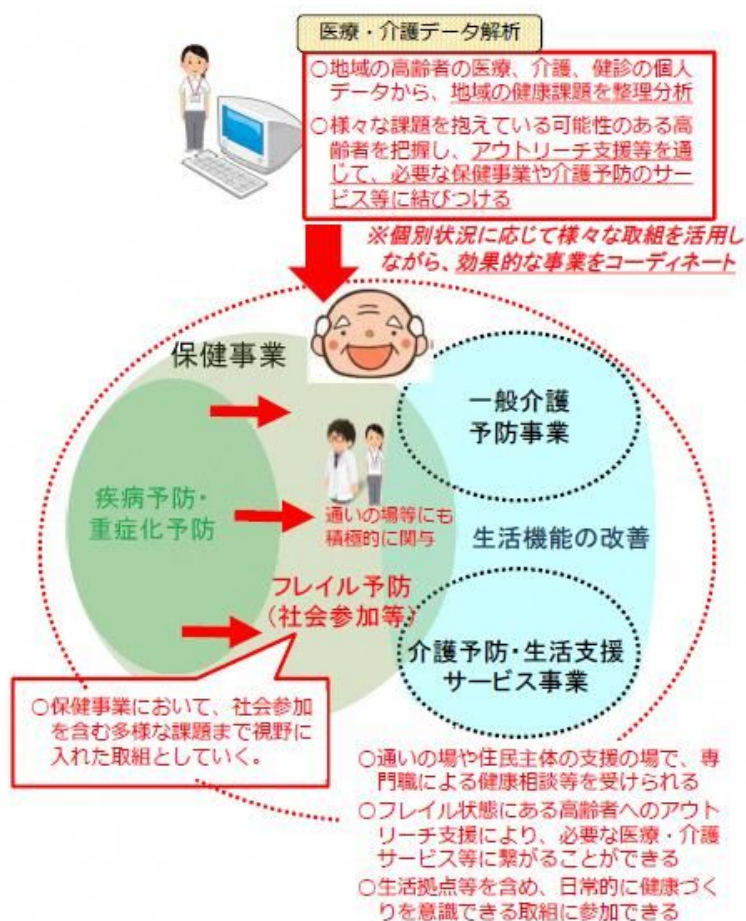 医療・介護データ解析
○地域の高齢者の医療、介護、健診の個人
データから、地域の健康課題を整理分析
○様々な課題を抱えている可能性のある高
齢者を把握し、アウトリーチ支援等を通
じて、必要な保健事業や介護予防のサー
ビス等に結びつける
※個別状況に応じて様々な取組を活用し
ながら、効果的な事業をコーディネート
保健事業
一般介護
予防事業
疾病予防・
重症化予防
通いの場等にも
積極的に関与
生活機能の改善
フレイル予防
（社会参加等）
介護予防・生活支援
サービス事業
○保健事業において、社会参加
を含む多様な課題まで視野に
入れた取組としていく。
○通いの場や住民主体の支援の場で、専
門職による健康相談等を受けられる
○フレイル状態にある高齢者へのアウト
リーチ支援により、必要な医療・介護
サービス等に繋がることができる
○生活拠点等を含め、日常的に健康づく
りを意識できる取組に参加できる